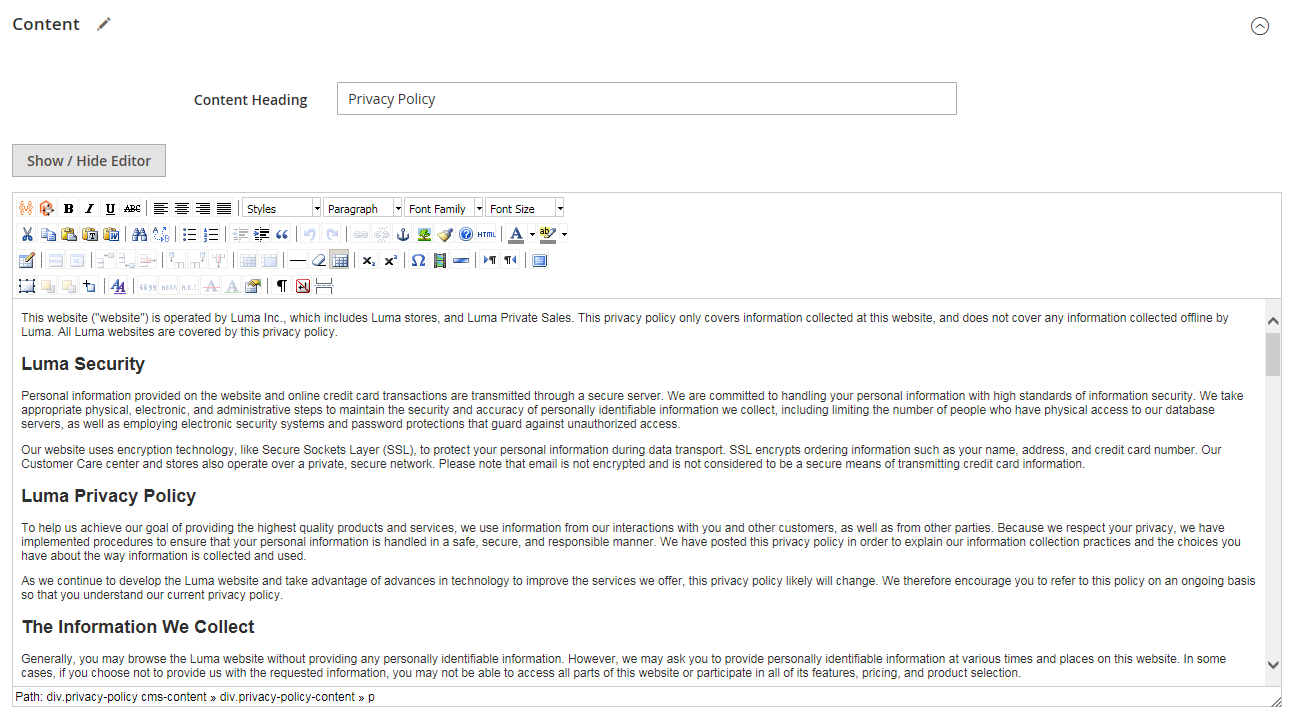 Content
Content Heading
Privacy Policy
Show / Hide Editor
B I U ABC Styles Paragraph Font Family Font Size
HTML A ab
x₂ x² Ω ¶ ¶
A ABBR A.B.C. A A ¶
This website ("website") is operated by Luma Inc., which includes Luma stores, and Luma Private Sales. This privacy policy only covers information collected at this website, and does not cover any information collected offline by
Luma. All Luma websites are covered by this privacy policy.
Luma Security
Personal information provided on the website and online credit card transactions are transmitted through a secure server. We are committed to handling your personal information with high standards of information security. We take
appropriate physical, electronic, and administrative steps to maintain the security and accuracy of personally identifiable information we collect, including limiting the number of people who have physical access to our database
servers, as well as employing electronic security systems and password protections that guard against unauthorized access.
Our website uses encryption technology, like Secure Sockets Layer (SSL), to protect your personal information during data transport. SSL encrypts ordering information such as your name, address, and credit card number. Our
Customer Care center and stores also operate over a private, secure network. Please note that email is not encrypted and is not considered to be a secure means of transmitting credit card information.
Luma Privacy Policy
To help us achieve our goal of providing the highest quality products and services, we use information from our interactions with you and other customers, as well as from other parties. Because we respect your privacy, we have
implemented procedures to ensure that your personal information is handled in a safe, secure, and responsible manner. We have posted this privacy policy in order to explain our information collection practices and the choices you
have about the way information is collected and used.
As we continue to develop the Luma website and take advantage of advances in technology to improve the services we offer, this privacy policy likely will change. We therefore encourage you to refer to this policy on an ongoing basis
so that you understand our current privacy policy.
The Information We Collect
Generally, you may browse the Luma website without providing any personally identifiable information. However, we may ask you to provide personally identifiable information at various times and places on this website. In some
cases, if you choose not to provide us with the requested information, you may not be able to access all parts of this website or participate in all of its features, pricing, and product selection.
Path: div.privacy-policy cms-content » div.privacy-policy-content » p